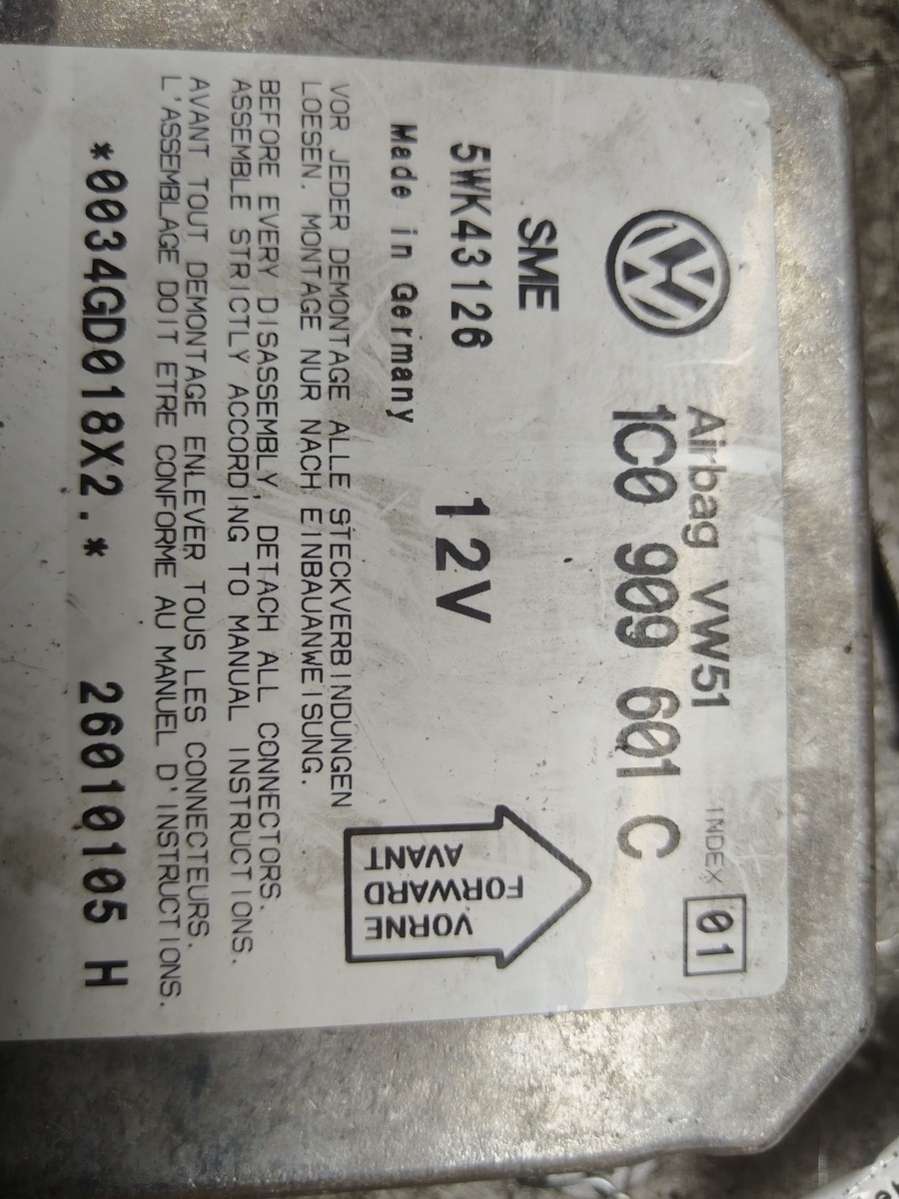 Airbag VW51 INDEX 01
1C0 909 601 C
SME
5WK43126 12V
Made in Germany
VORNE
FORWARD
AVANT
VOR JEDER DEMONTAGE ALLE STECKVERBINDUNGEN
LOESEN. MONTAGE NUR NACH EINBAUANWEISUNG.
BEFORE EVERY DISASSEMBLY, DETACH ALL CONNECTORS.
ASSEMBLE STRICTLY ACCORDING TO MANUAL INSTRUCTIONS.
AVANT TOUT DEMONTAGE ENLEVER TOUS LES CONNECTEURS.
L'ASSEMBLAGE DOIT ETRE CONFORME AU MANUEL D'INSTRUCTIONS.
*0034GD018X2.* 26010105 H